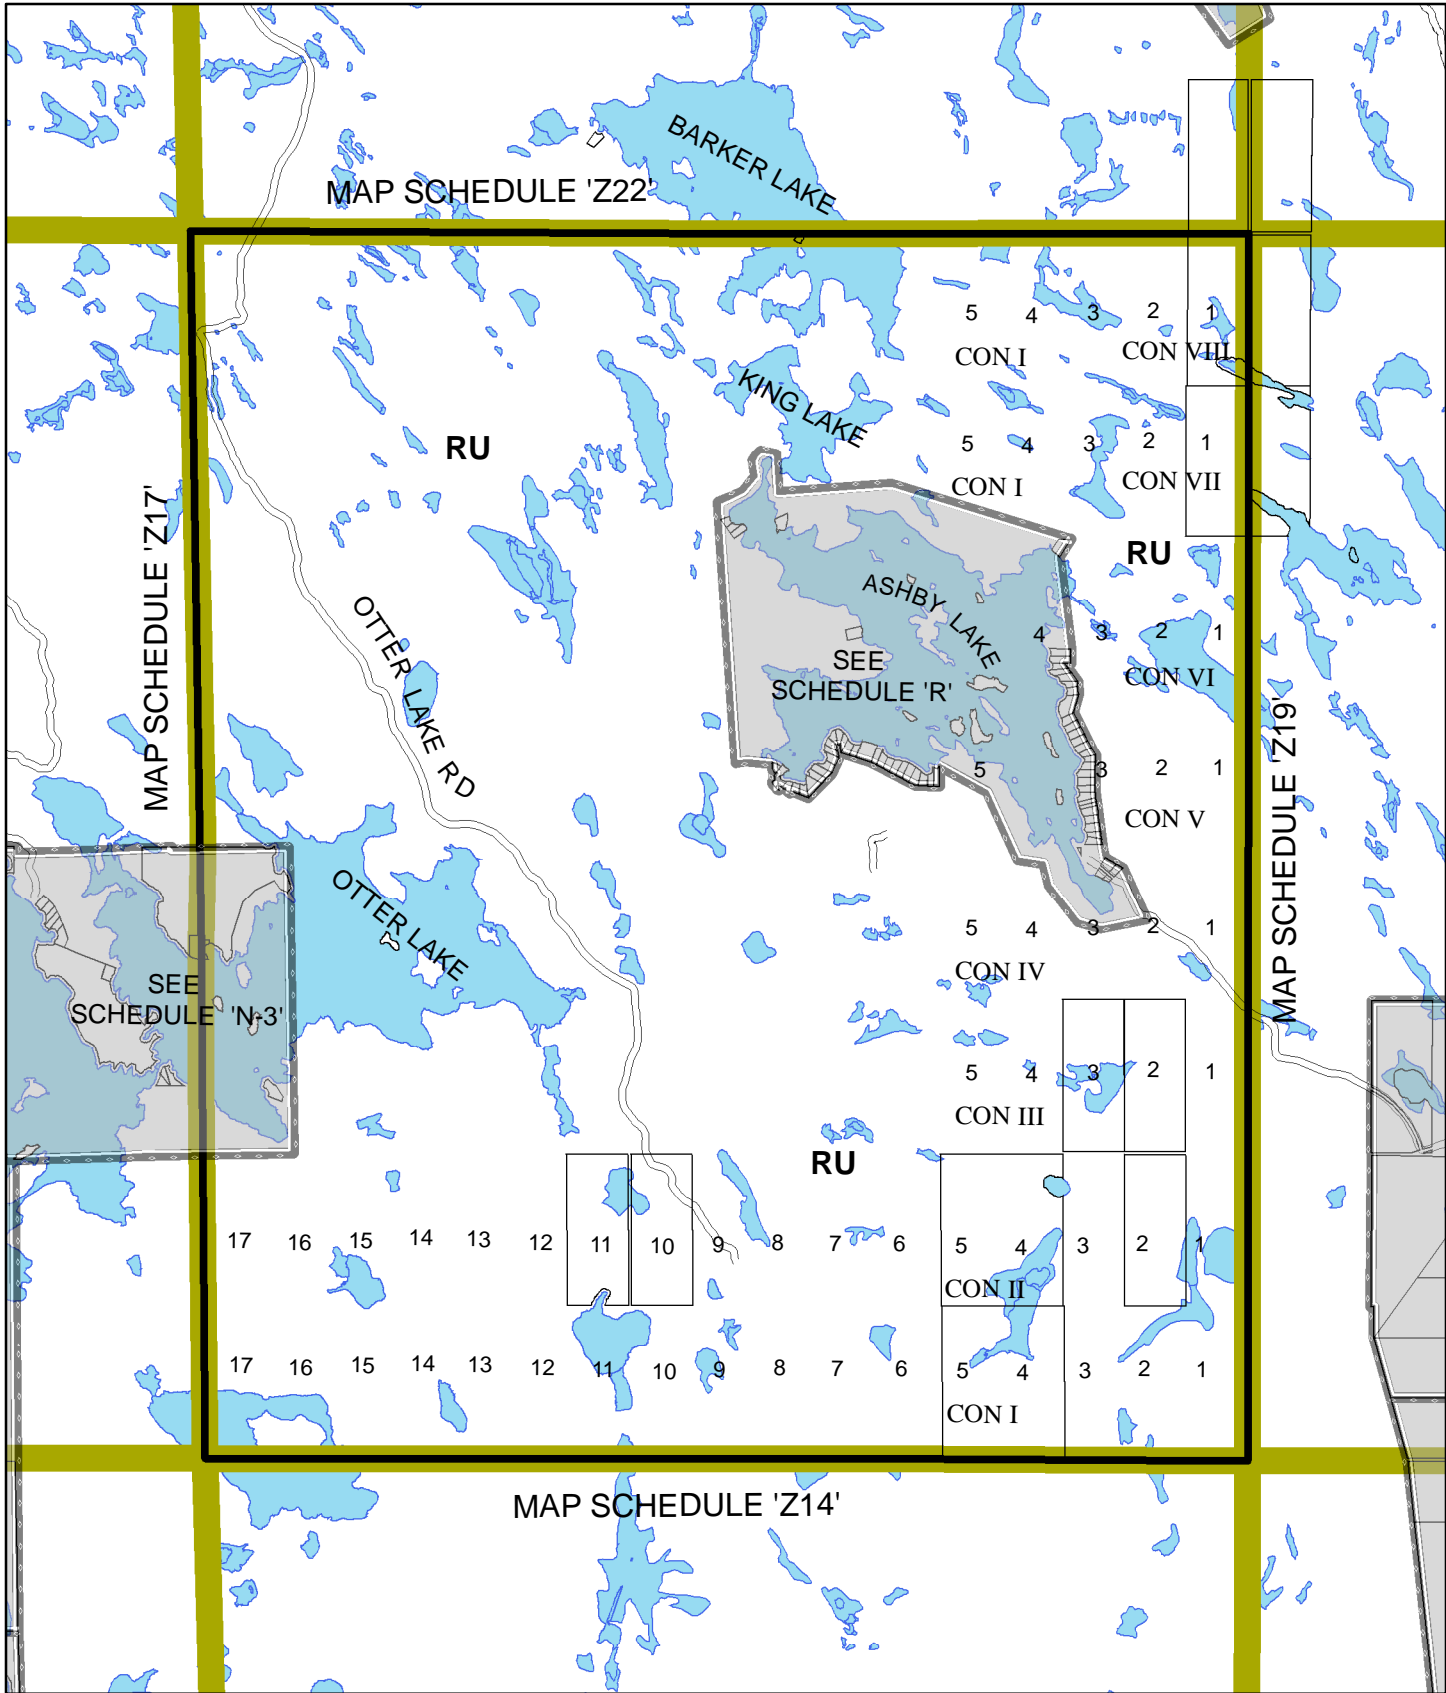 BARKER LAKE
MAP SCHEDULE 'Z22'
5 4 3 2 1
CON I CON VIII
KING LAKE
RU
5 4 3 2 1
CON I CON VII
MAP SCHEDULE 'Z17'
RU
ASHBY LAKE
OTTER LAKE RD
4 3 2 1
SEE
SCHEDULE 'R'
CON VI
MAP SCHEDULE 'Z19'
5 3 2 1
CON V
OTTER LAKE
5 4 3 2 1
CON IV
SEE
SCHEDULE 'N-3'
5 4 3 2 1
CON III
RU
17 16 15 14 13 12 11 10 9 8 7 6 5 4 3 2 1
CON II
17 16 15 14 13 12 11 10 9 8 7 6 5 4 3 2 1
CON I
MAP SCHEDULE 'Z14'